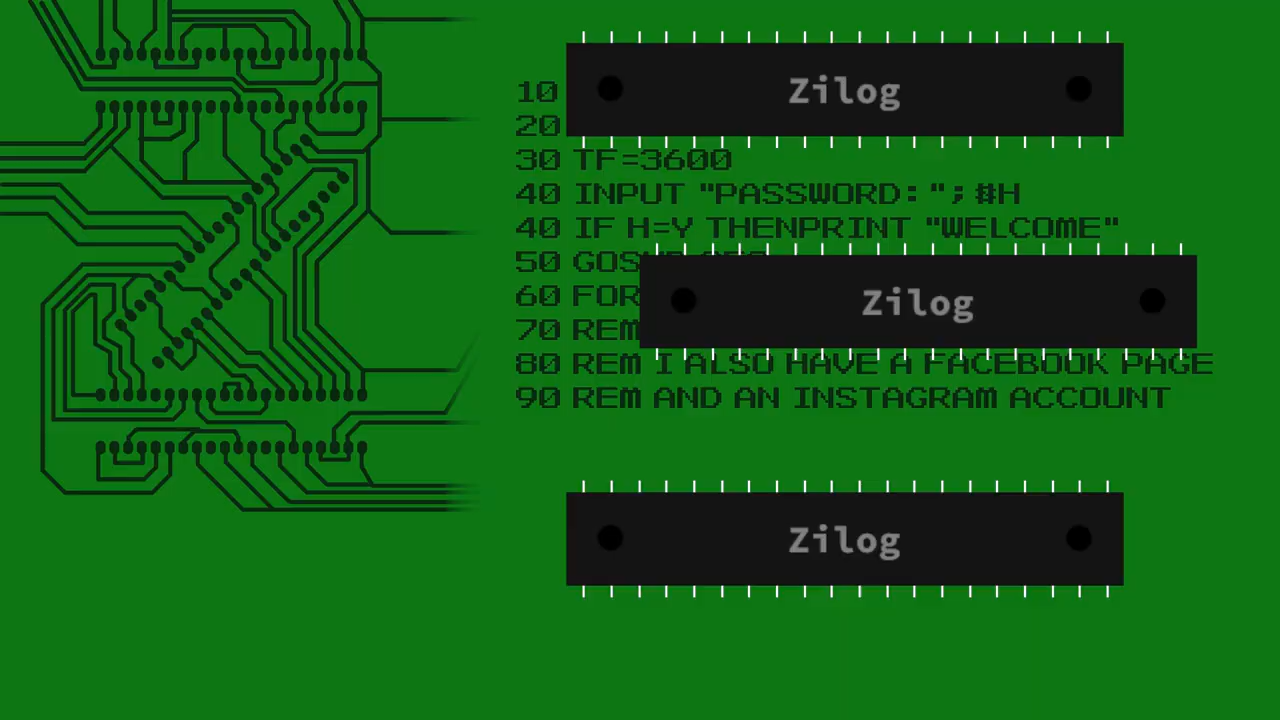 10
Zilog
20
30 TF=3600
40 INPUT "PASSWORD:";#H
40 IF H=Y THENPRINT "WELCOME"
50
60 FOR
Zilog
70 REM
80 REM I ALSO HAVE A FACEBOOK PAGE
90 REM AND AN INSTAGRAM ACCOUNT
Zilog